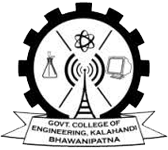 GOVT. COLLEGE OF
ENGINEERING, KALAHANDI
BHAWANIPATNA